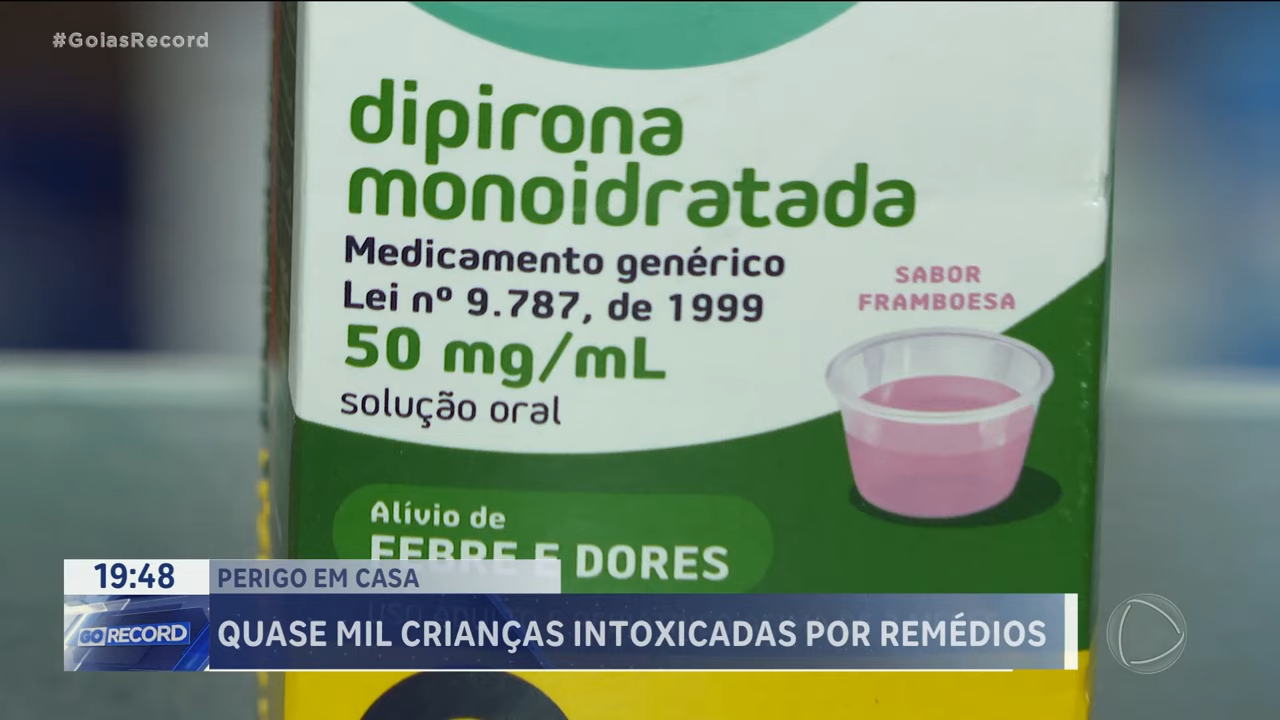 #GoiasRecord
dipirona
monoidratada
Medicamento genérico
Lei nº 9.787, de 1999
50 mg/mL
solução oral
SABOR
FRAMBOESA
Alívio de
FEBRE E DORES
19:48
PERIGO EM CASA
GO RECORD
QUASE MIL CRIANÇAS INTOXICADAS POR REMÉDIOS